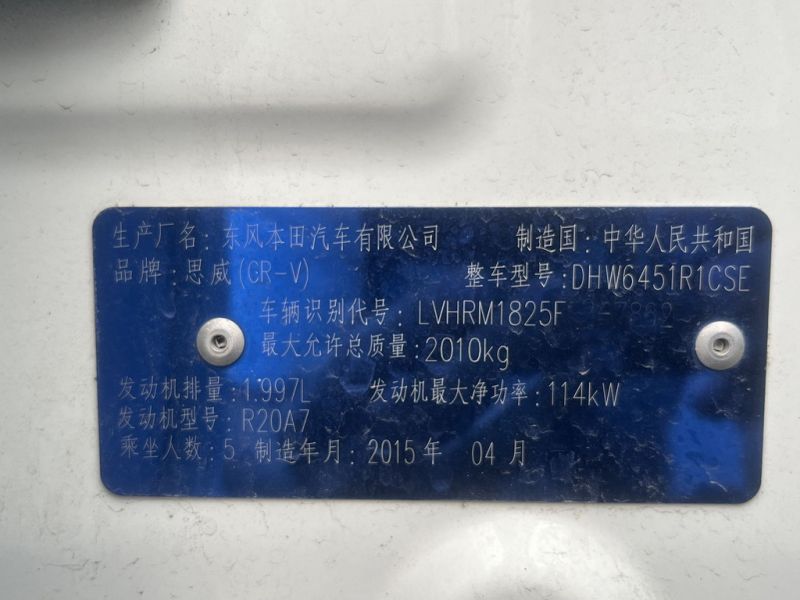 生产厂名：东风本田汽车有限公司 制造国：中华人民共和国
品牌：思威(CR-V) 整车型号：DHW6451R1CSE
车辆识别代号：LVHRM1825F
最大允许总质量：2010kg
发动机排量：1.997L 发动机最大净功率：114kW
发动机型号：R20A7
乘坐人数：5 制造年月：2015年 04月